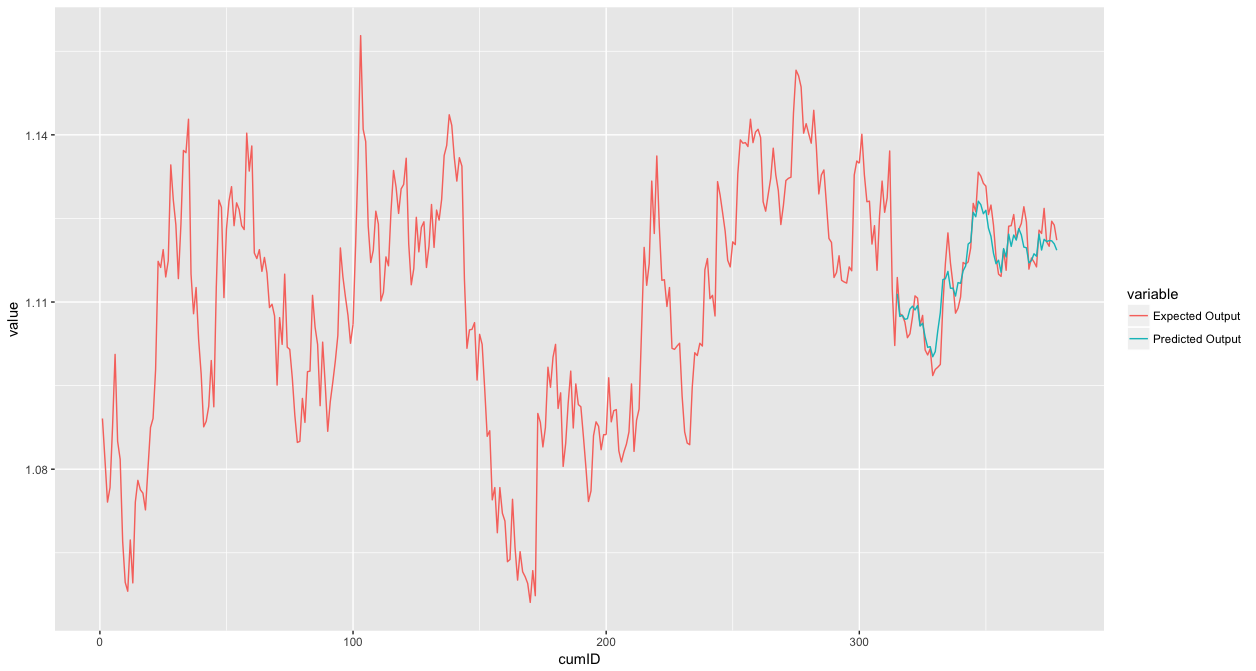 value
1.14
1.11
1.08
0
100
200
300
cumID
variable
Expected Output
Predicted Output